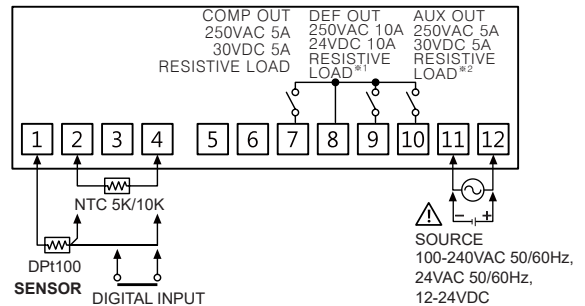 COMP OUT
250VAC 5A
30VDC 5A
RESISTIVE LOAD
DEF OUT
250VAC 10A
24VDC 10A
RESISTIVE
LOAD※1
AUX OUT
250VAC 5A
30VDC 5A
RESISTIVE
LOAD※2
1 2 3 4 5 6 7 8 9 10 11 12
NTC 5K/10K
DPt100
SENSOR
DIGITAL INPUT
− +
SOURCE
100-240VAC 50/60Hz,
24VAC 50/60Hz,
12-24VDC